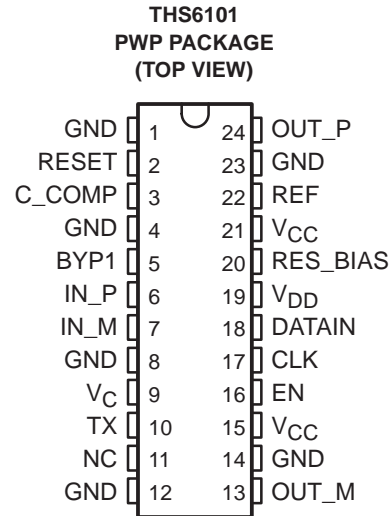 THS6101
PWP PACKAGE
(TOP VIEW)
GND 1 24 OUT_P
RESET 2 23 GND
C_COMP 3 22 REF
GND 4 21 VCC
BYP1 5 20 RES_BIAS
IN_P 6 19 VDD
IN_M 7 18 DATAIN
GND 8 17 CLK
VC 9 16 EN
TX 10 15 VCC
NC 11 14 GND
GND 12 13 OUT_M